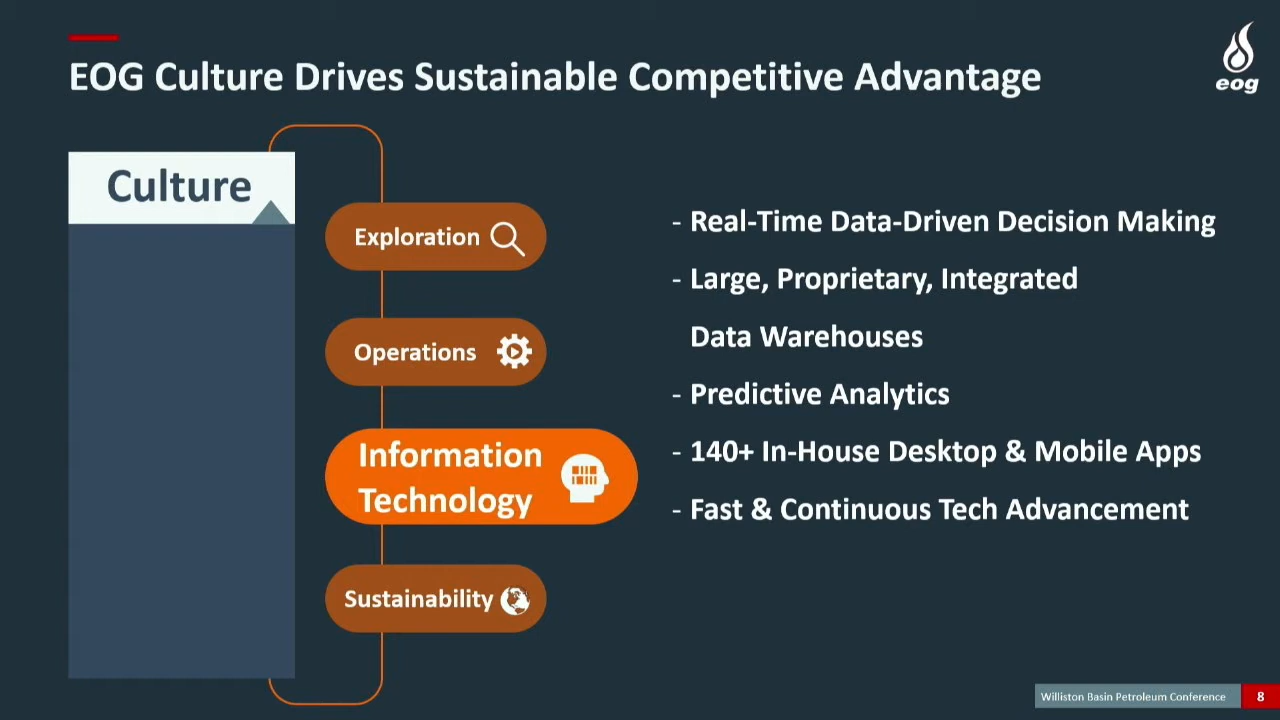 EOG Culture Drives Sustainable Competitive Advantage
eog
Culture
Exploration
Operations
Information
Technology
Sustainability
- Real-Time Data-Driven Decision Making
- Large, Proprietary, Integrated
Data Warehouses
- Predictive Analytics
- 140+ In-House Desktop & Mobile Apps
- Fast & Continuous Tech Advancement
Williston Basin Petroleum Conference
8